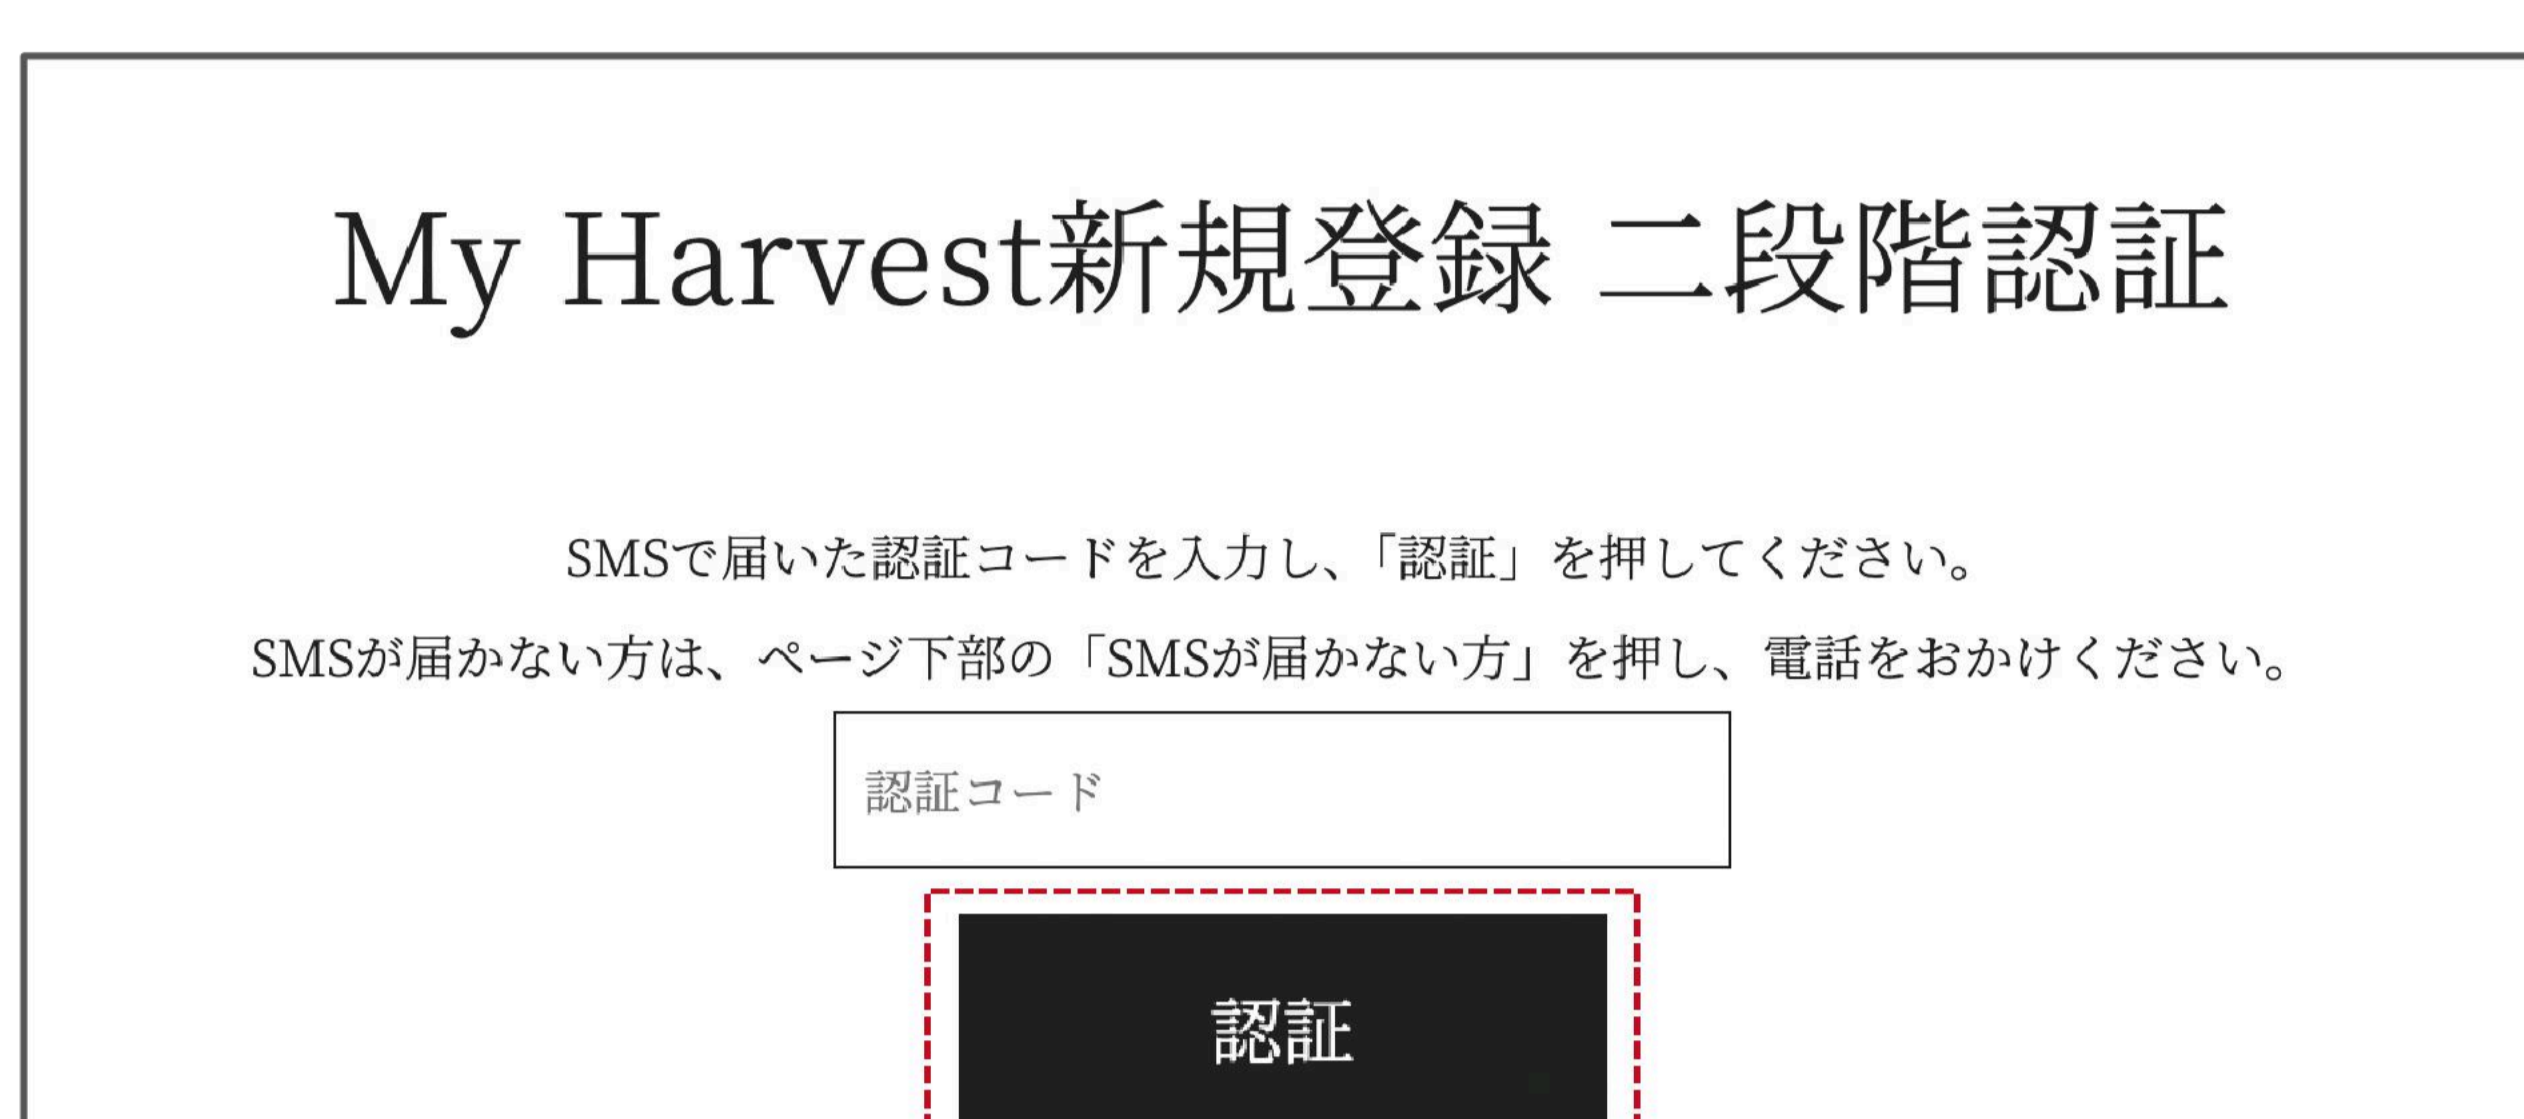 My Harvest新規登録 二段階認証
SMSで届いた認証コードを入力し、「認証」を押してください。
SMSが届かない方は、ページ下部の「SMSが届かない方」を押し、電話をおかけください。
認証コード
認証